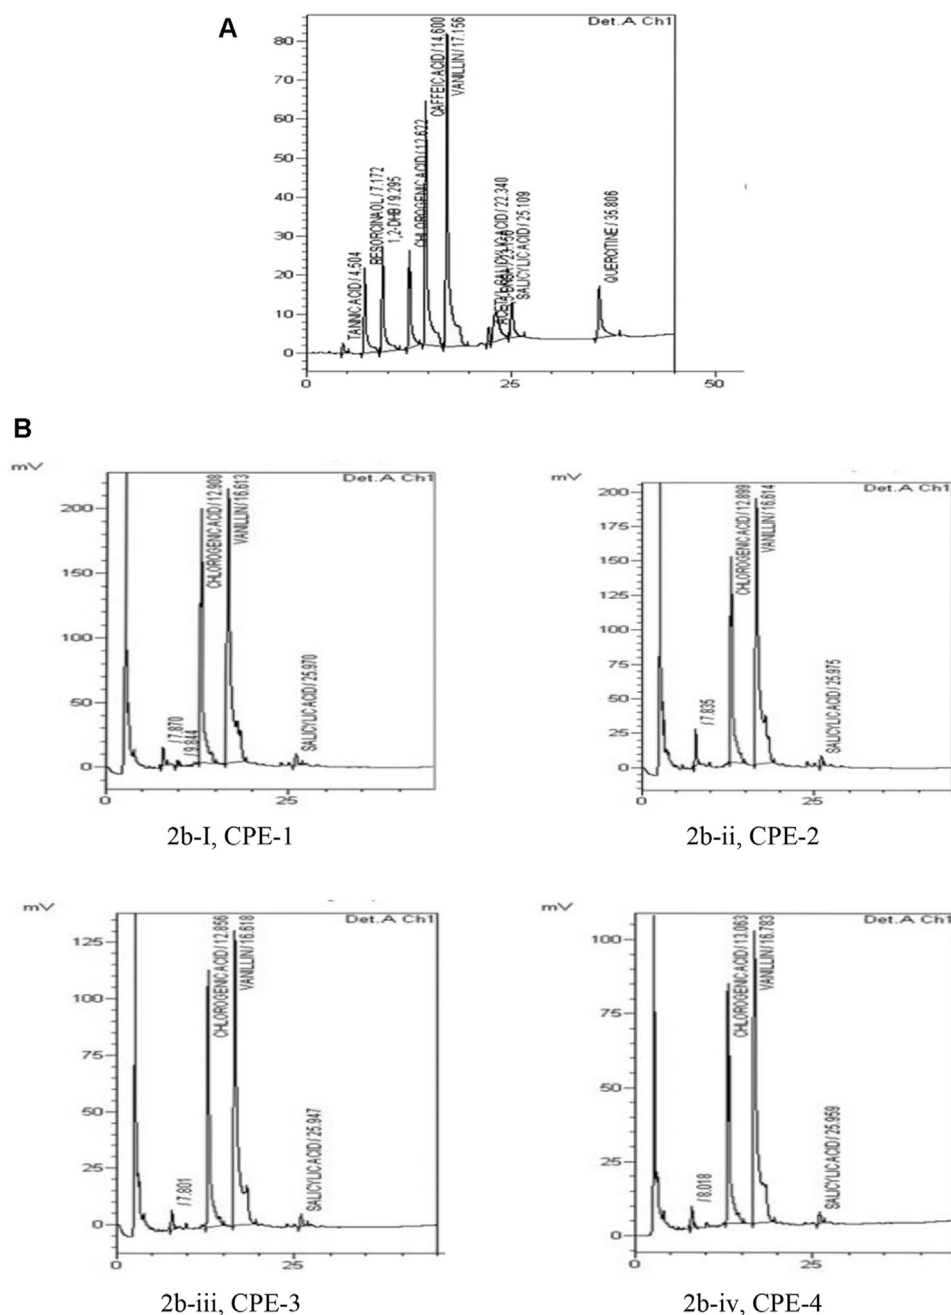 A
Det.A Ch1
80
70
60
50
40
30
20
10
0
TANNIC ACID / 4.504
RESORCINAOL / 7.172
1,2-DHB / 9.295
CHLOROGENIC ACID / 12.622
CAFFEIC ACID / 14.600
VANILLIN / 17.156
SALICYLIC ACID / 25.109
QUERCITINE / 35.806
0
25
50
B
mV
Det.A Ch1
200
150
100
50
0
/ 7.870
/ 9.844
CHLOROGENIC ACID / 12.908
VANILLIN / 16.613
SALICYLIC ACID / 25.970
0
25
2b-I, CPE-1
mV
Det.A Ch1
200
175
150
125
100
75
50
25
0
/ 7.835
CHLOROGENIC ACID / 12.899
VANILLIN / 16.614
SALICYLIC ACID / 25.975
0
25
2b-ii, CPE-2
mV
Det.A Ch1
125
100
75
50
25
0
/ 7.801
CHLOROGENIC ACID / 12.856
VANILLIN / 16.618
SALICYLIC ACID / 25.947
0
25
2b-iii, CPE-3
mV
Det.A Ch1
100
75
50
25
0
/ 8.018
CHLOROGENIC ACID / 13.063
VANILLIN / 16.783
SALICYLIC ACID / 25.959
0
25
2b-iv, CPE-4